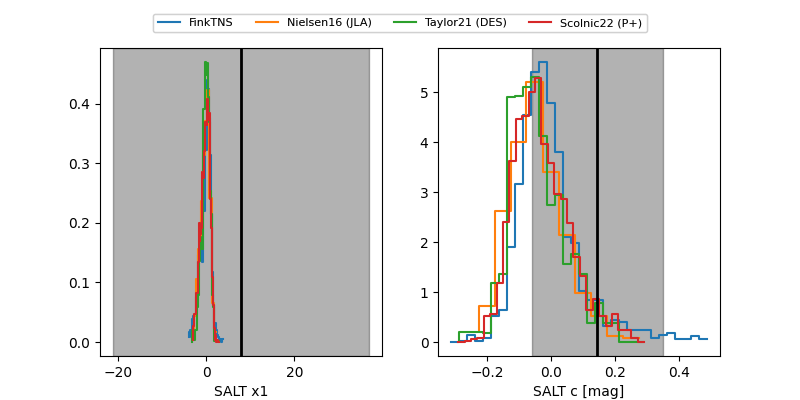 FinkTNS Nielsen16 (JLA) Taylor21 (DES) Scolnic22 (P+)
0.4
0.3
0.2
0.1
0.0
−20 0 20
SALT x1
5
4
3
2
1
0
−0.2 0.0 0.2 0.4
SALT c [mag]